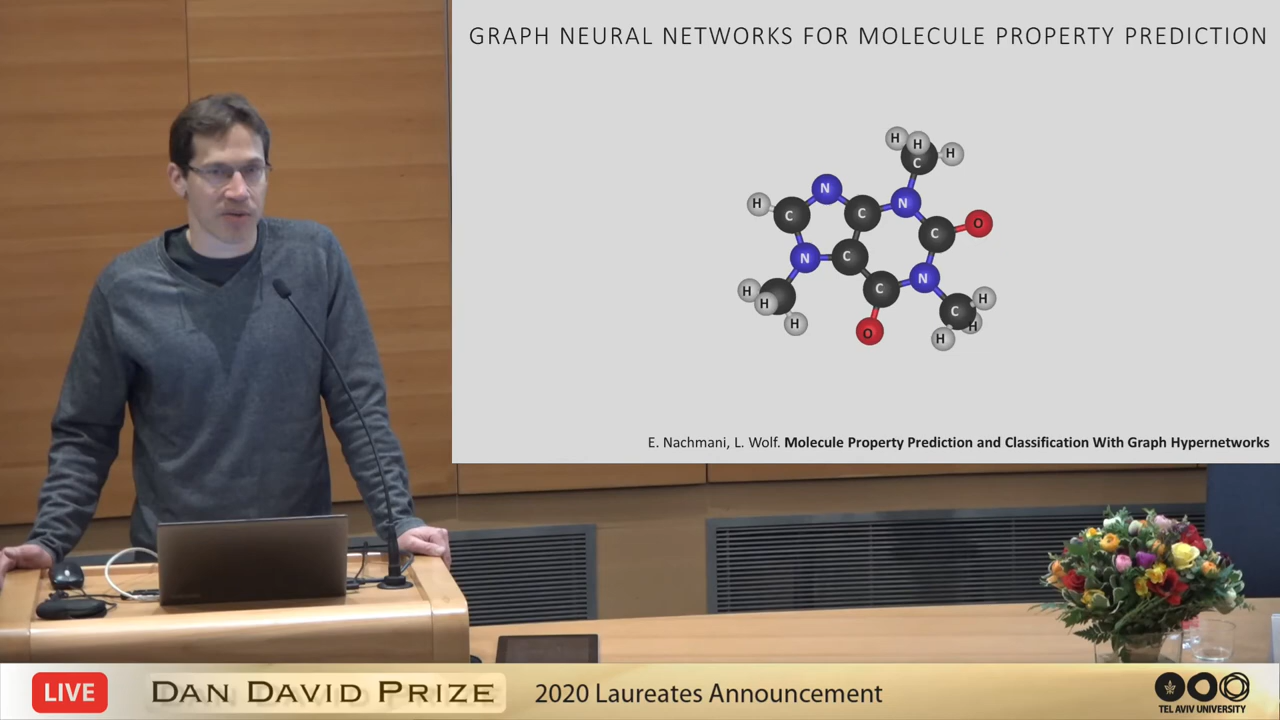 GRAPH NEURAL NETWORKS FOR MOLECULE PROPERTY PREDICTION
H H H
C
N N
H C C
C O
N C N
C
H H C H
H H
H
O
E. Nachmani, L. Wolf. Molecule Property Prediction and Classification With Graph Hypernetworks
LIVE DAN DAVID PRIZE 2020 Laureates Announcement
TEL AVIV UNIVERSITY